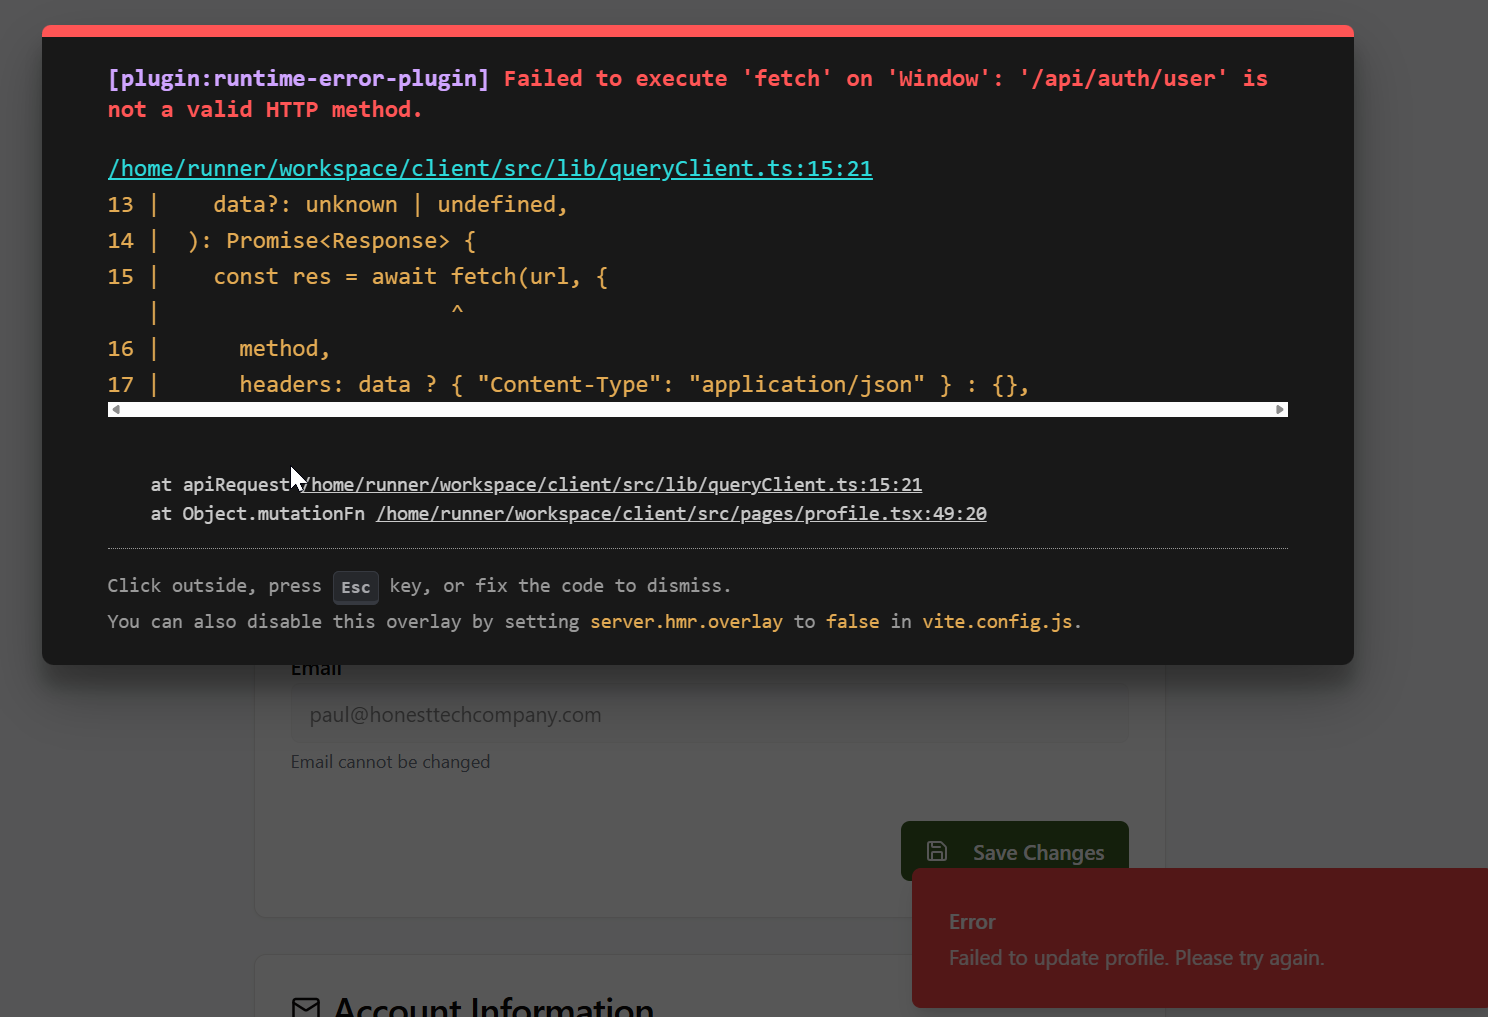 [plugin:runtime-error-plugin] Failed to execute 'fetch' on 'Window': '/api/auth/user' is
not a valid HTTP method.
/home/runner/workspace/client/src/lib/queryClient.ts:15:21
13 |    data?: unknown | undefined,
14 |  ): Promise<Response> {
15 |    const res = await fetch(url, {
   |                      ^
16 |      method,
17 |      headers: data ? { "Content-Type": "application/json" } : {},
at apiRequest /home/runner/workspace/client/src/lib/queryClient.ts:15:21
at Object.mutationFn /home/runner/workspace/client/src/pages/profile.tsx:49:20
Click outside, press Esc key, or fix the code to dismiss.
You can also disable this overlay by setting server.hmr.overlay to false in vite.config.js.
Email
paul@honesttechcompany.com
Email cannot be changed
Save Changes
Error
Failed to update profile. Please try again.
Account Information